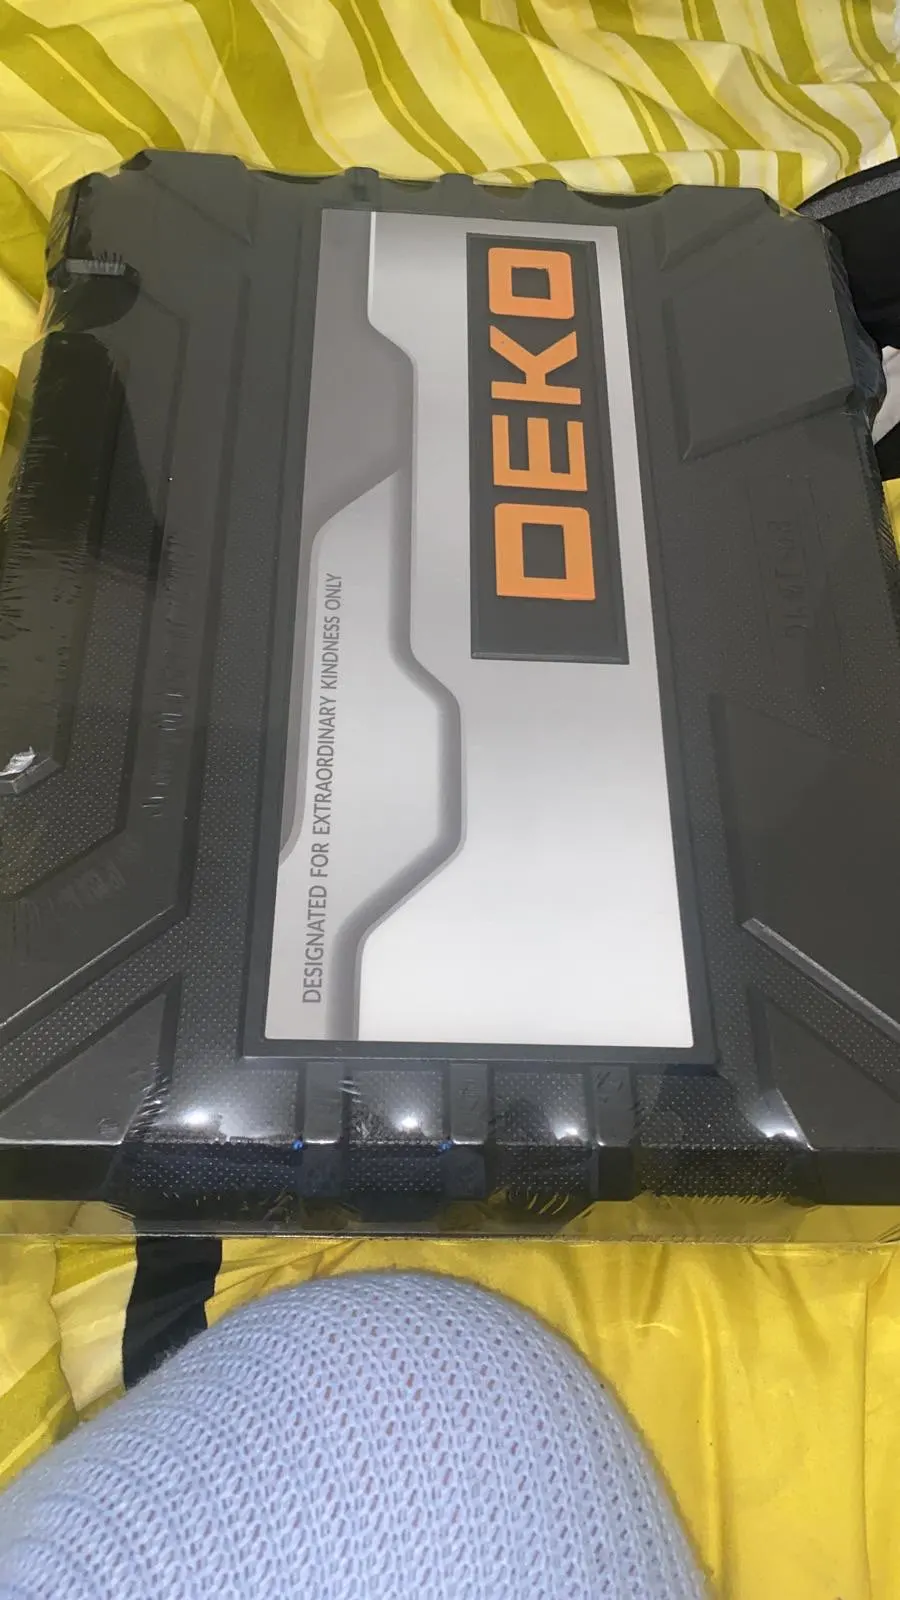 DEKO
DESIGNATED FOR EXTRAORDINARY KINDNESS ONLY